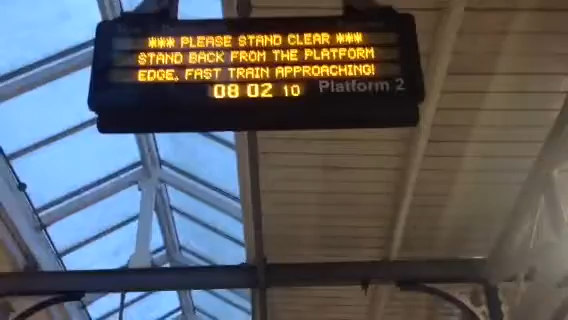 *** PLEASE STAND CLEAR ***
STAND BACK FROM THE PLATFORM
EDGE, FAST TRAIN APPROACHING!
08 02 10 Platform 2